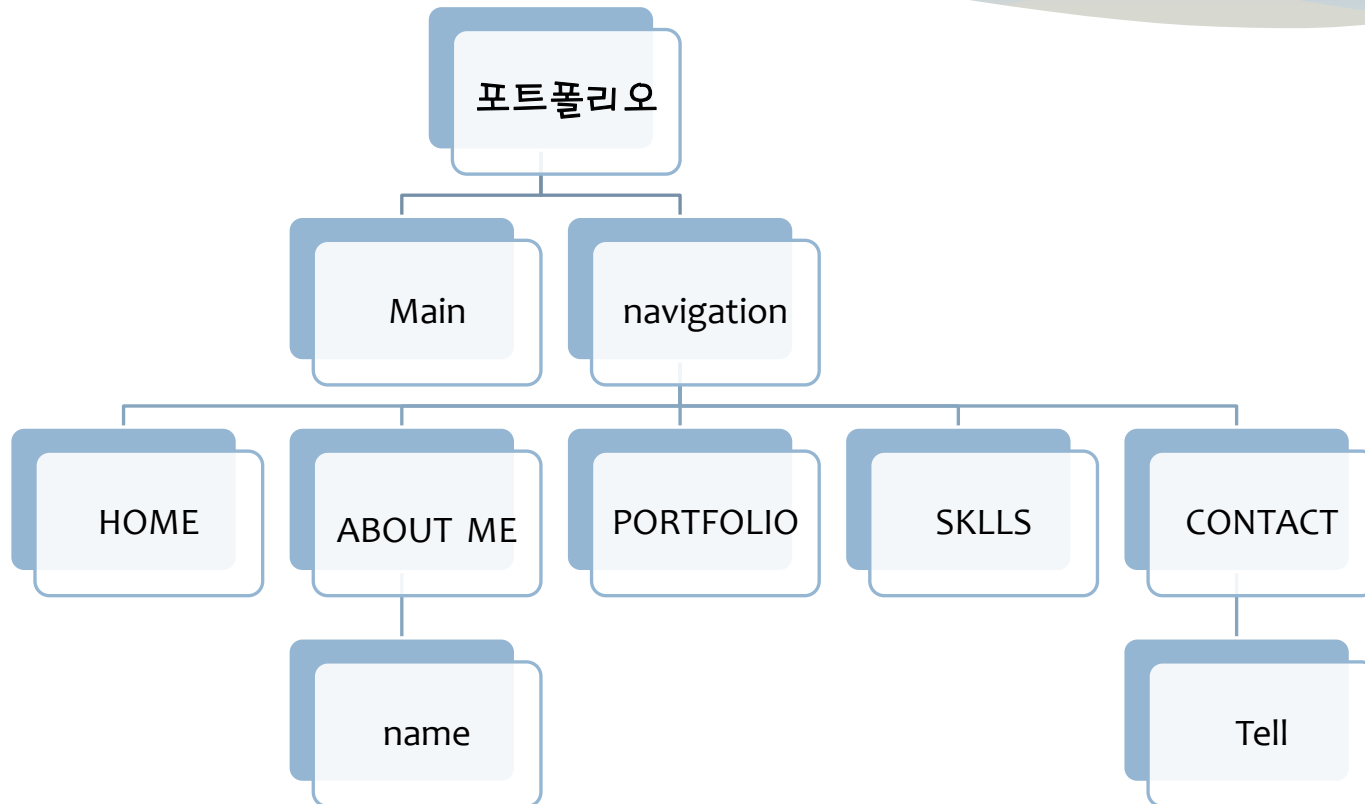 포트폴리오
Main
navigation
HOME
ABOUT ME
PORTFOLIO
SKLLS
CONTACT
name
Tell